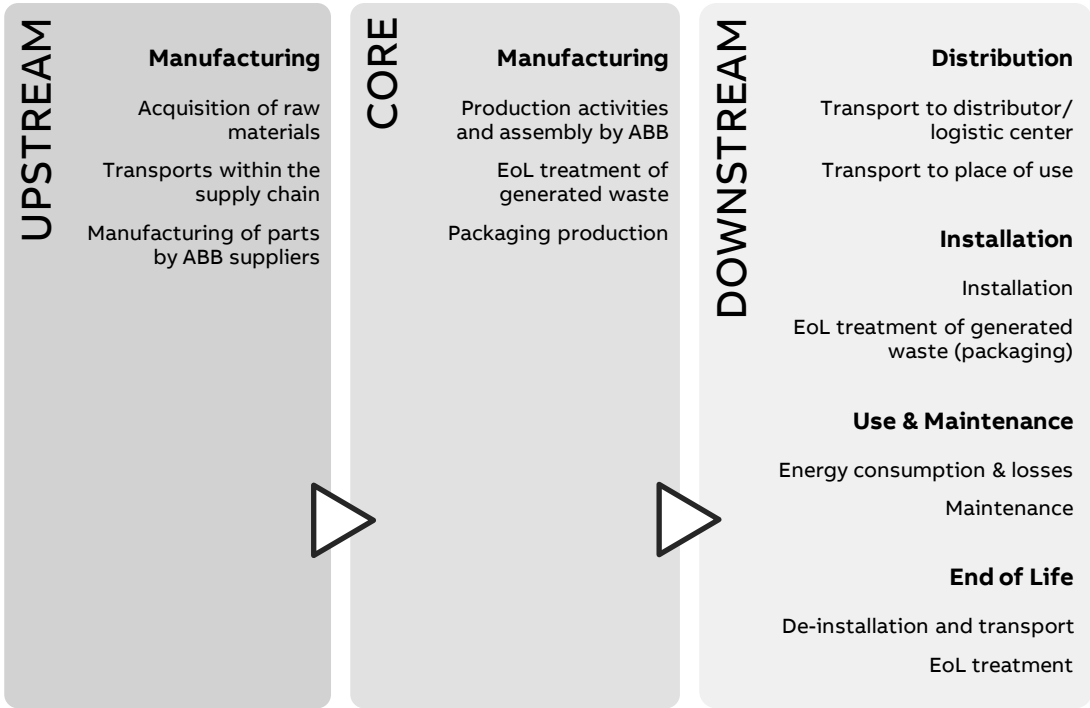 UPSTREAM
Manufacturing
Acquisition of raw
materials
Transports within the
supply chain
Manufacturing of parts
by ABB suppliers
CORE
Manufacturing
Production activities
and assembly by ABB
EoL treatment of
generated waste
Packaging production
DOWNSTREAM
Distribution
Transport to distributor/
logistic center
Transport to place of use
Installation
Installation
EoL treatment of generated
waste (packaging)
Use & Maintenance
Energy consumption & losses
Maintenance
End of Life
De-installation and transport
EoL treatment